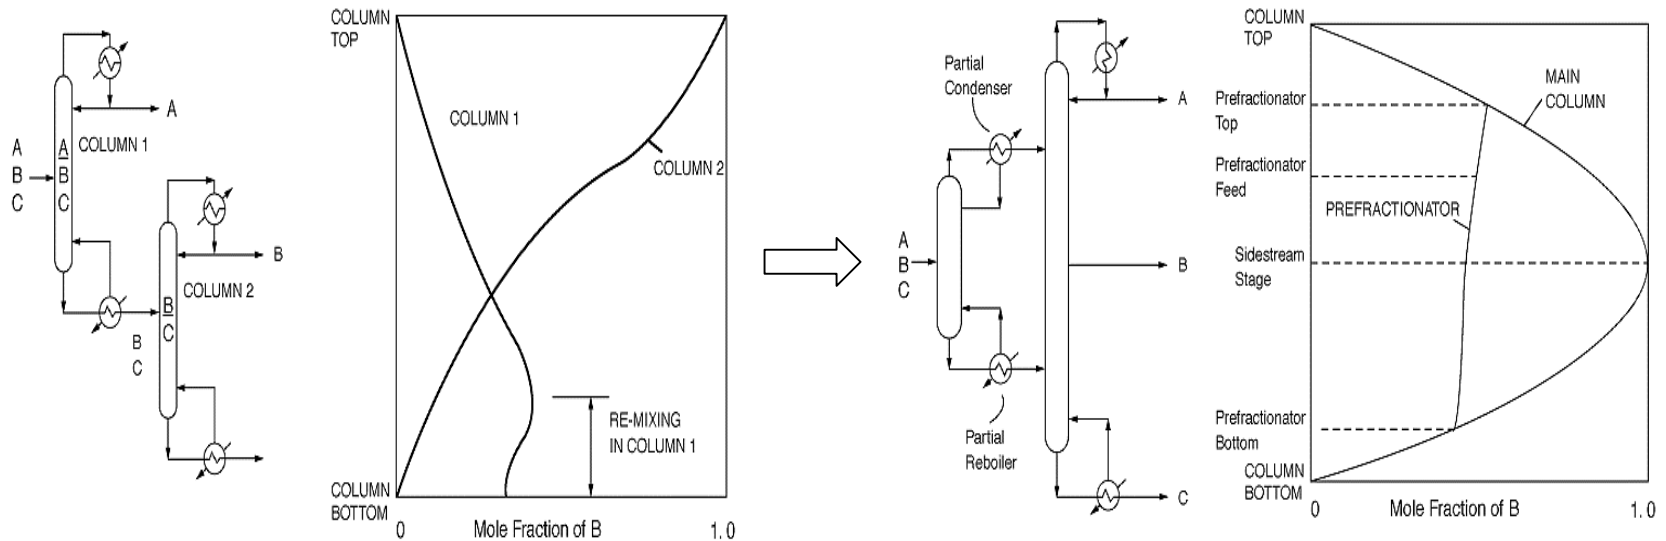 A
B
C
A
COLUMN 1
A
B
C
B
COLUMN 2
B
C
B
C
COLUMN
TOP
COLUMN 1
COLUMN 2
RE-MIXING
IN COLUMN 1
COLUMN
BOTTOM
0
Mole Fraction of B
1.0
Partial
Condenser
A
A
B
C
B
Partial
Reboiler
C
COLUMN
TOP
Prefractionator
Top
Prefractionator
Feed
Sidestream
Stage
Prefractionator
Bottom
COLUMN
BOTTOM
MAIN
COLUMN
PREFRACTIONATOR
0
Mole Fraction of B
1.0